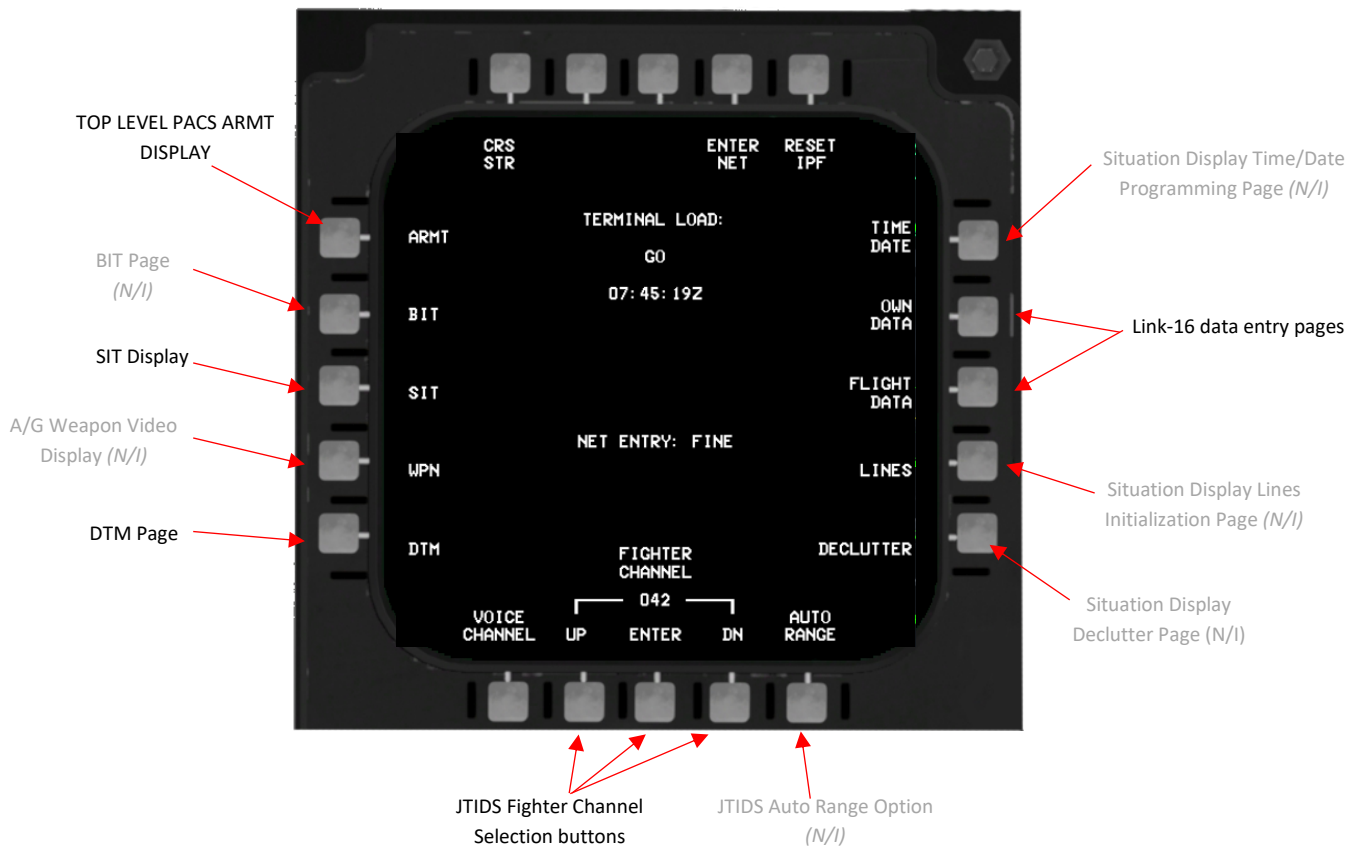 TOP LEVEL PACS ARMT
DISPLAY
BIT Page
(N/I)
SIT Display
A/G Weapon Video
Display (N/I)
DTM Page
CRS
STR
ENTER
NET
RESET
IPF
ARMT
BIT
SIT
WPN
DTM
TERMINAL LOAD:
GO
07:45:19Z
NET ENTRY: FINE
TIME
DATE
OWN
DATA
FLIGHT
DATA
LINES
DECLUTTER
FIGHTER
CHANNEL
042
VOICE
CHANNEL
UP
ENTER
DN
AUTO
RANGE
Situation Display Time/Date
Programming Page (N/I)
Link-16 data entry pages
Situation Display Lines
Initialization Page (N/I)
Situation Display
Declutter Page (N/I)
JTIDS Fighter Channel
Selection buttons
JTIDS Auto Range Option
(N/I)